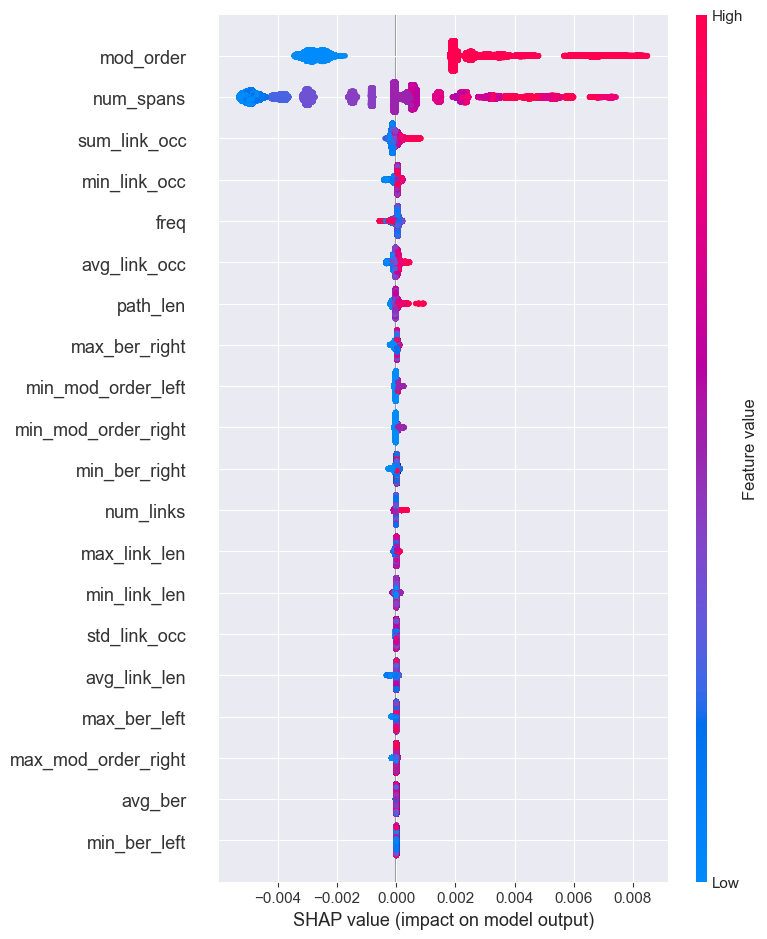 High
mod_order
num_spans
sum_link_occ
min_link_occ
freq
avg_link_occ
path_len
max_ber_right
min_mod_order_left
min_mod_order_right
min_ber_right
num_links
max_link_len
min_link_len
std_link_occ
avg_link_len
max_ber_left
max_mod_order_right
avg_ber
min_ber_left
Feature value
Low
−0.004 −0.002 0.000 0.002 0.004 0.006 0.008
SHAP value (impact on model output)